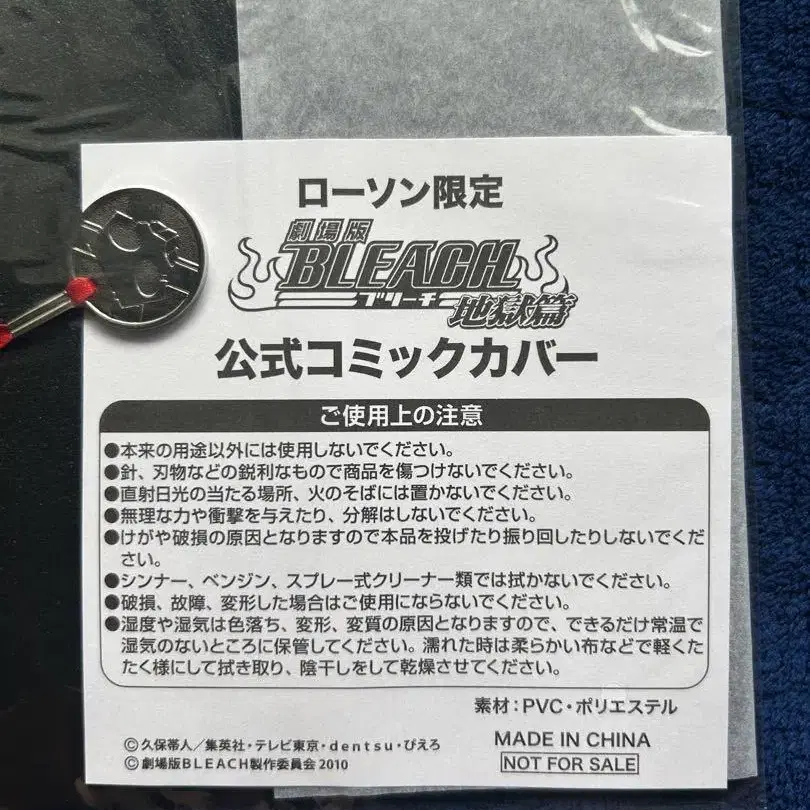 ローソン限定
劇場版
BLEACH
ブリーチ
地獄篇
公式コミックカバー
ご使用上の注意
●本来の用途以外には使用しないでください。
●針、刃物などの鋭利なもので商品を傷つけないでください。
●直射日光の当たる場所、火のそばには置かないでください。
●無理な力や衝撃を与えたり、分解はしないでください。
●けがや破損の原因となりますので本品を投げたり振り回したりしないでくだ
さい。
●シンナー、ベンジン、スプレー式クリーナー類では拭かないでください。
●破損、故障、変形した場合はご使用にならないでください。
●湿度や湿気は色落ち、変形、変質の原因となりますので、できるだけ常温で
湿気のないところに保管してください。濡れた時は柔らかい布などで軽くた
たく様にして拭き取り、陰干しをして乾燥させてください。
素材：PVC・ポリエステル
©久保帯人／集英社・テレビ東京・dentsu・ぴえろ
©劇場版BLEACH製作委員会2010
MADE IN CHINA
NOT FOR SALE